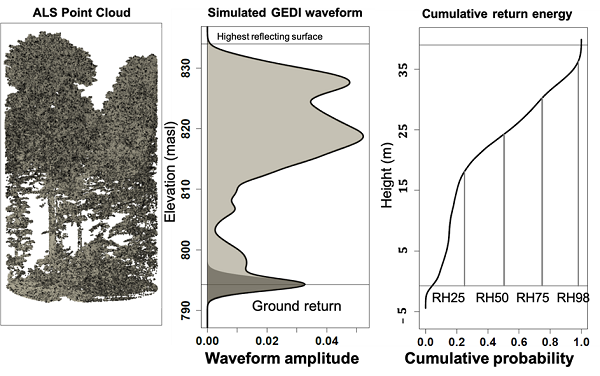 ALS Point Cloud
Simulated GEDI waveform
Highest reflecting surface
Elevation (masl)
830
820
810
800
790
Ground return
0.00 0.02 0.04
Waveform amplitude
Cumulative return energy
Height (m)
35
25
15
5
-5
RH25 RH50 RH75 RH98
0.0 0.2 0.4 0.6 0.8 1.0
Cumulative probability